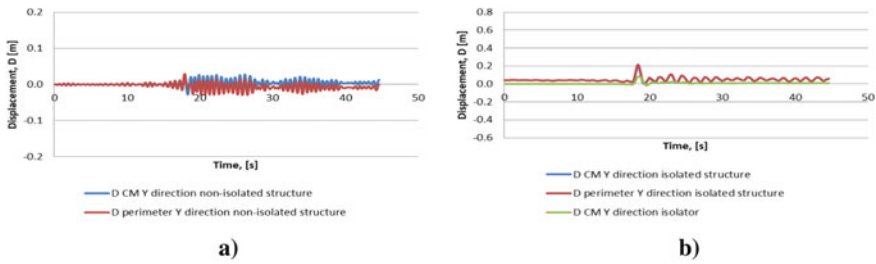 0.2
0.1
0.0
-0.1
-0.2
Displacement, D [m]
0 10 20 30 40 50
Time, [s]
D CM Y direction non-isolated structure
D perimeter Y direction non-isolated structure
a)
0.8
0.6
0.4
0.2
0.0
-0.2
-0.4
-0.6
Displacement, D [m]
0 10 20 30 40 50
Time, [s]
D CM Y direction isolated structure
D perimeter Y direction isolated structure
D CM Y direction isolator
b)